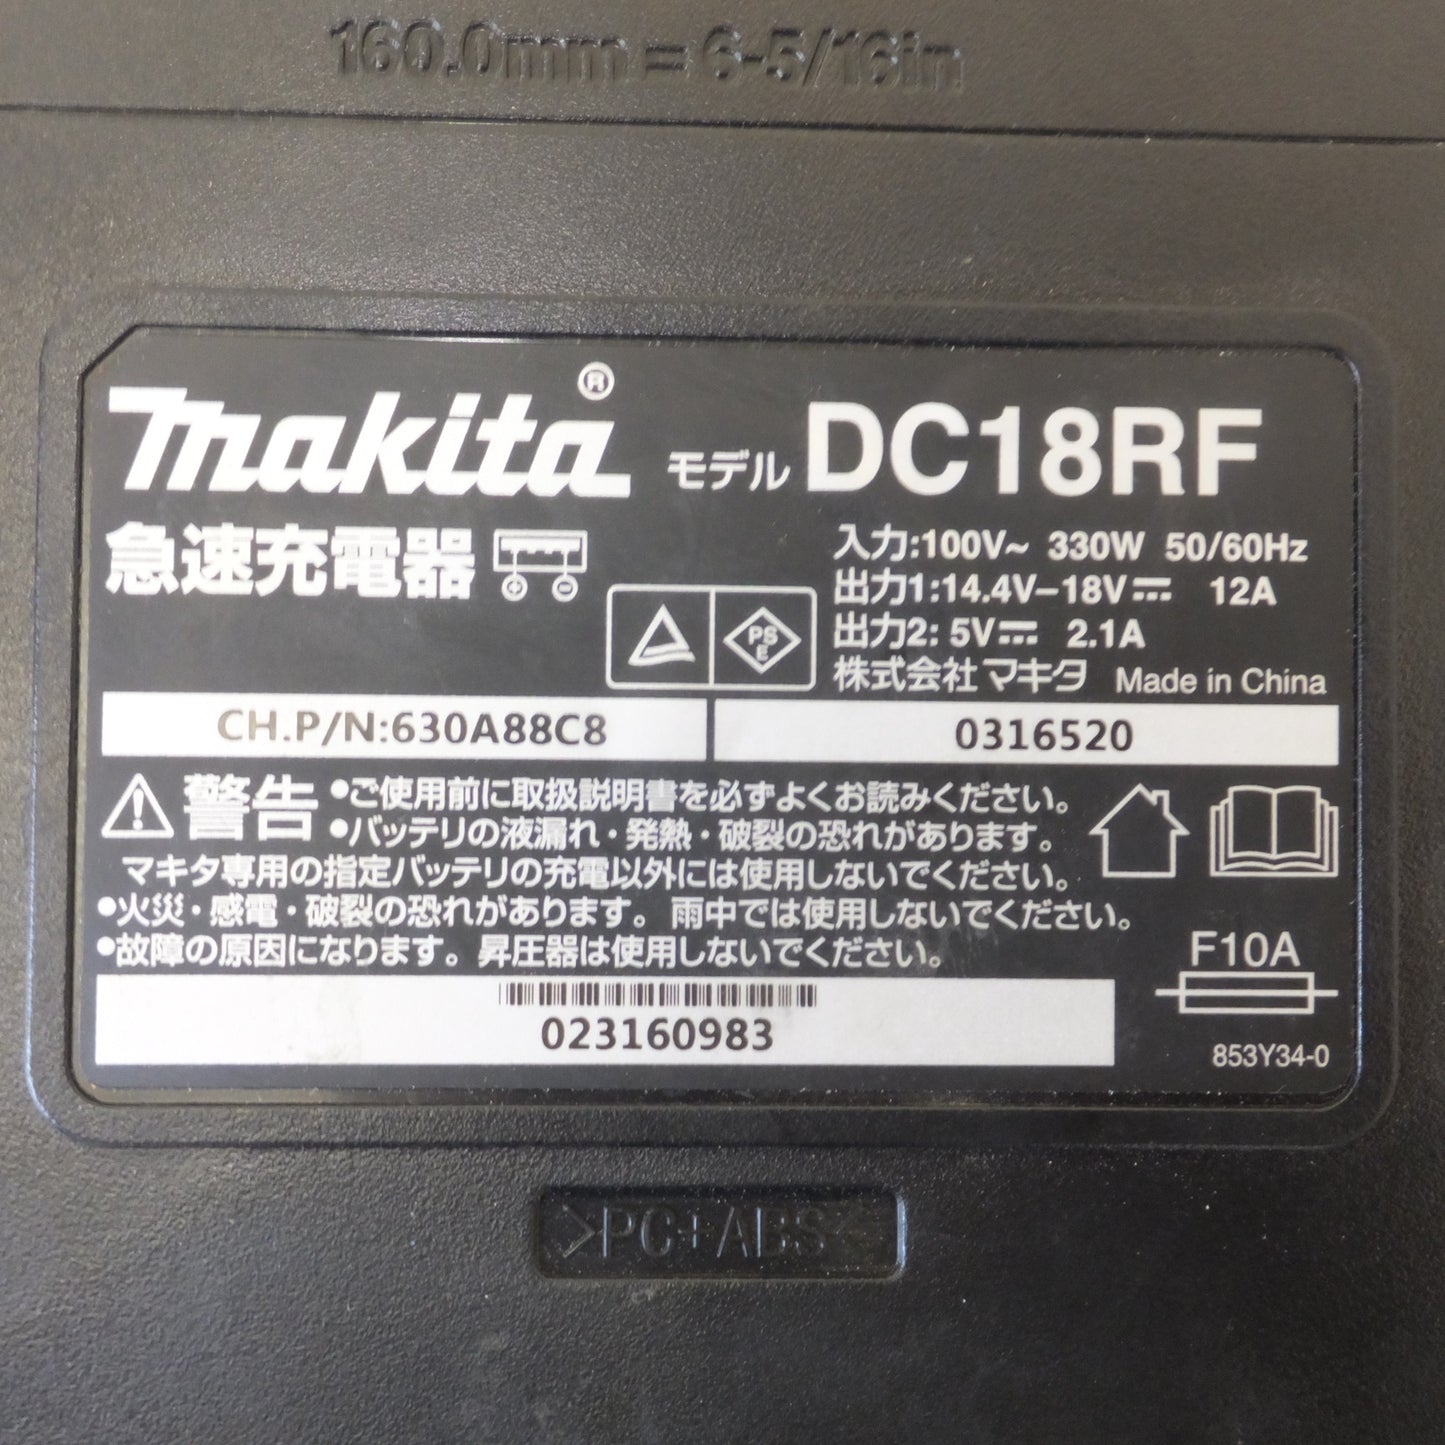 160.0mm = 6-5/16in
makita® モデル DC18RF
急速充電器
入力:100V~ 330W 50/60Hz
出力1:14.4V–18V⎓ 12A
出力2: 5V⎓ 2.1A
PS
E
株式会社マキタ Made in China
CH.P/N:630A88C8
0316520
警告 •ご使用前に取扱説明書を必ずよくお読みください。
•バッテリの液漏れ・発熱・破裂の恐れがあります。
マキタ専用の指定バッテリの充電以外には使用しないでください。
•火災・感電・破裂の恐れがあります。雨中では使用しないでください。
•故障の原因になります。昇圧器は使用しないでください。
F10A
023160983
853Y34-0
>PC+ABS<